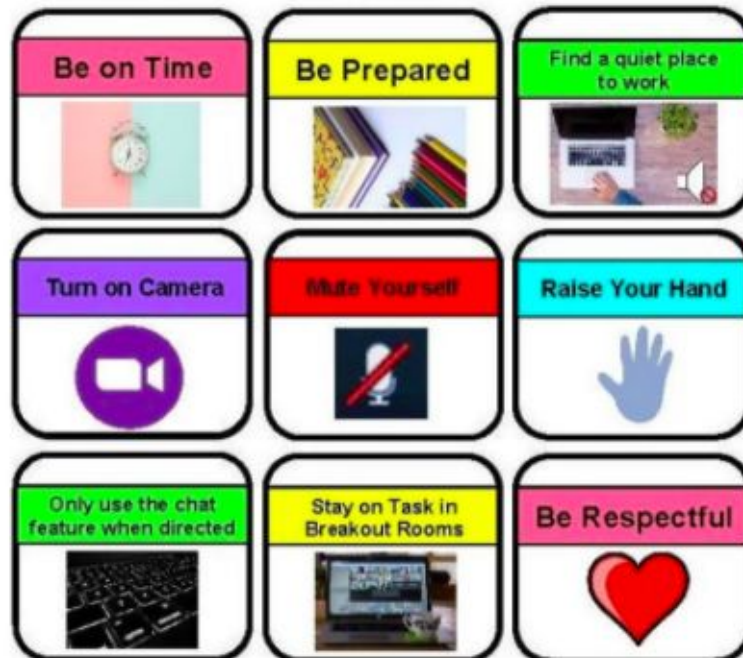 Be on Time
Be Prepared
Find a quiet place
to work
Turn on Camera
Mute Yourself
Raise Your Hand
Only use the chat
feature when directed
Stay on Task in
Breakout Rooms
Be Respectful